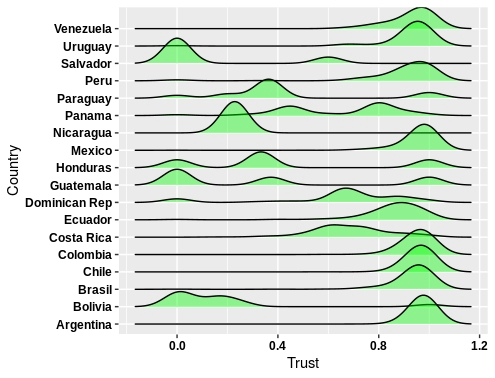 Venezuela
Uruguay
Salvador
Peru
Paraguay
Panama
Nicaragua
Mexico
Honduras
Guatemala
Dominican Rep
Ecuador
Costa Rica
Colombia
Chile
Brasil
Bolivia
Argentina
Country
0.0 0.4 0.8 1.2
Trust